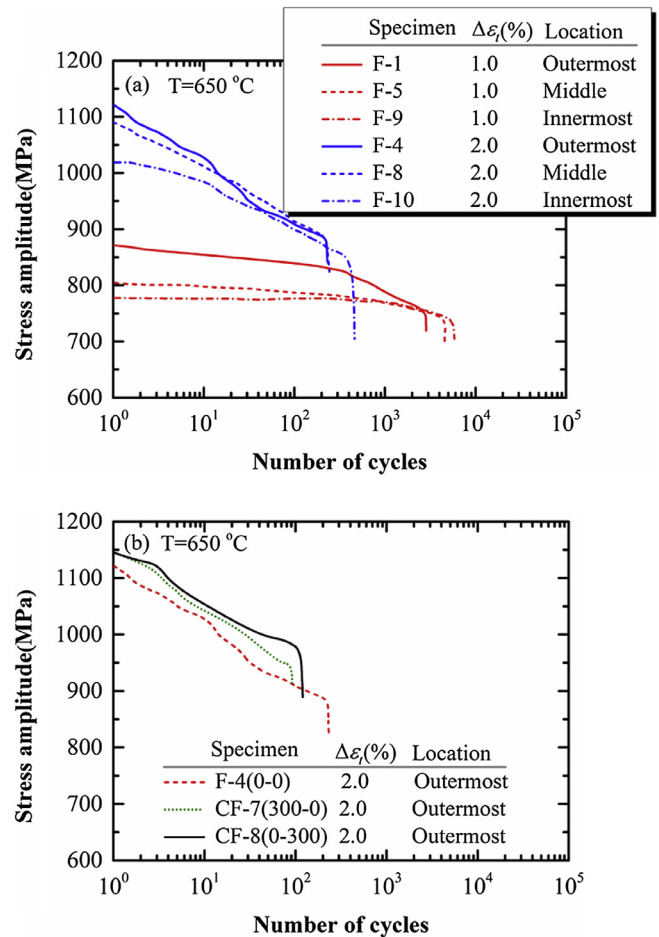 Specimen Δεt(%) Location
F-1 1.0 Outermost
F-5 1.0 Middle
F-9 1.0 Innermost
F-4 2.0 Outermost
F-8 2.0 Middle
F-10 2.0 Innermost
(a) T=650 °C
1200
1100
1000
900
800
700
600
Stress amplitude(MPa)
10^0 10^1 10^2 10^3 10^4 10^5
Number of cycles
(b) T=650 °C
1200
1100
1000
900
800
700
600
Stress amplitude(MPa)
Specimen Δεt(%) Location
F-4(0-0) 2.0 Outermost
CF-7(300-0) 2.0 Outermost
CF-8(0-300) 2.0 Outermost
10^0 10^1 10^2 10^3 10^4 10^5
Number of cycles